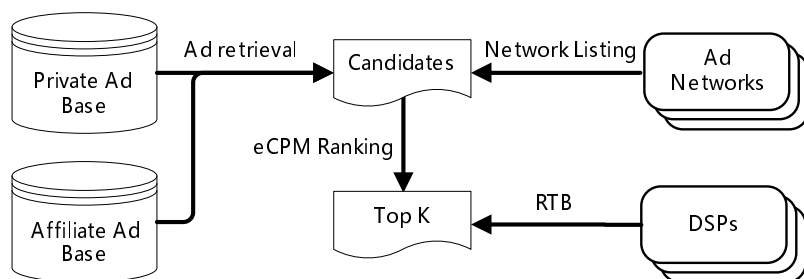 Private Ad
Base
Ad retrieval
Candidates
Network Listing
Ad
Networks
eCPM Ranking
Affiliate Ad
Base
Top K
RTB
DSPs